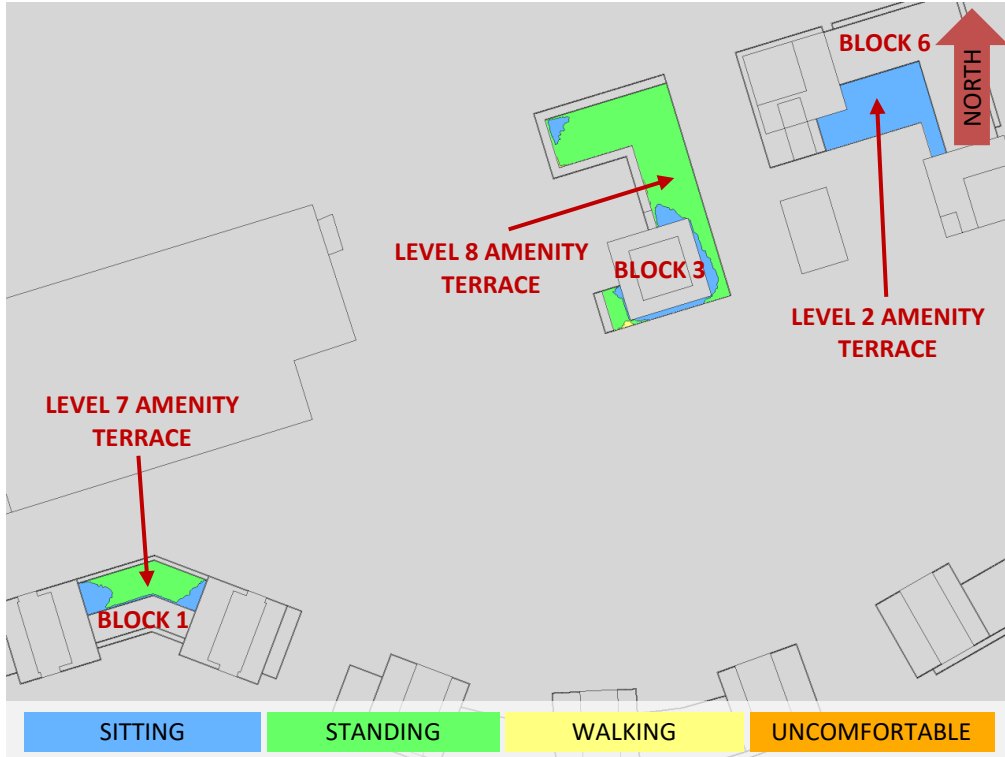 BLOCK 6
NORTH
LEVEL 8 AMENITY
TERRACE
BLOCK 3
LEVEL 2 AMENITY
TERRACE
LEVEL 7 AMENITY
TERRACE
BLOCK 1
SITTING
STANDING
WALKING
UNCOMFORTABLE